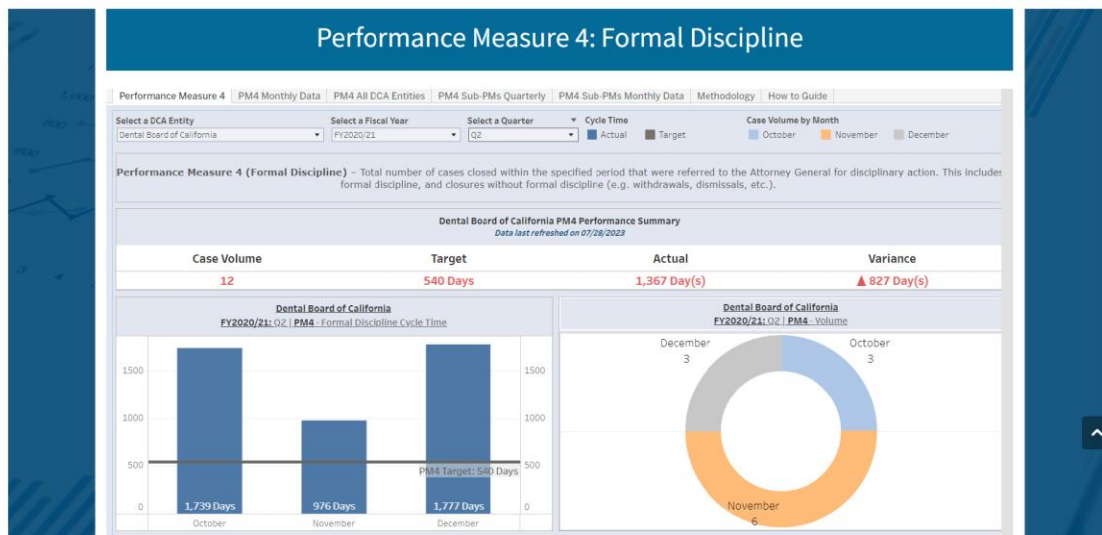 Performance Measure 4: Formal Discipline
Performance Measure 4 PM4 Monthly Data PM4 All DCA Entities PM4 Sub-PMs Quarterly PM4 Sub-PMs Monthly Data Methodology How to Guide
Select a DCA Entity Select a Fiscal Year Select a Quarter Cycle Time Case Volume by Month
Dental Board of California FY2020/21 Q2 Actual Target October November December
Performance Measure 4 (Formal Discipline) – Total number of cases closed within the specified period that were referred to the Attorney General for disciplinary action. This includes
formal discipline, and closures without formal discipline (e.g. withdrawals, dismissals, etc.).
Dental Board of California PM4 Performance Summary
Data last refreshed on 07/28/2023
Case Volume Target Actual Variance
12 540 Days 1,367 Day(s) ▲ 827 Day(s)
Dental Board of California
FY2020/21: Q2 | PM4 - Formal Discipline Cycle Time
1500 1500
1000 1000
500 500
PM4 Target: 540 Days
0 0
1,739 Days 976 Days 1,777 Days
October November December
Dental Board of California
FY2020/21: Q2 | PM4 - Volume
December October
3 3
November
6